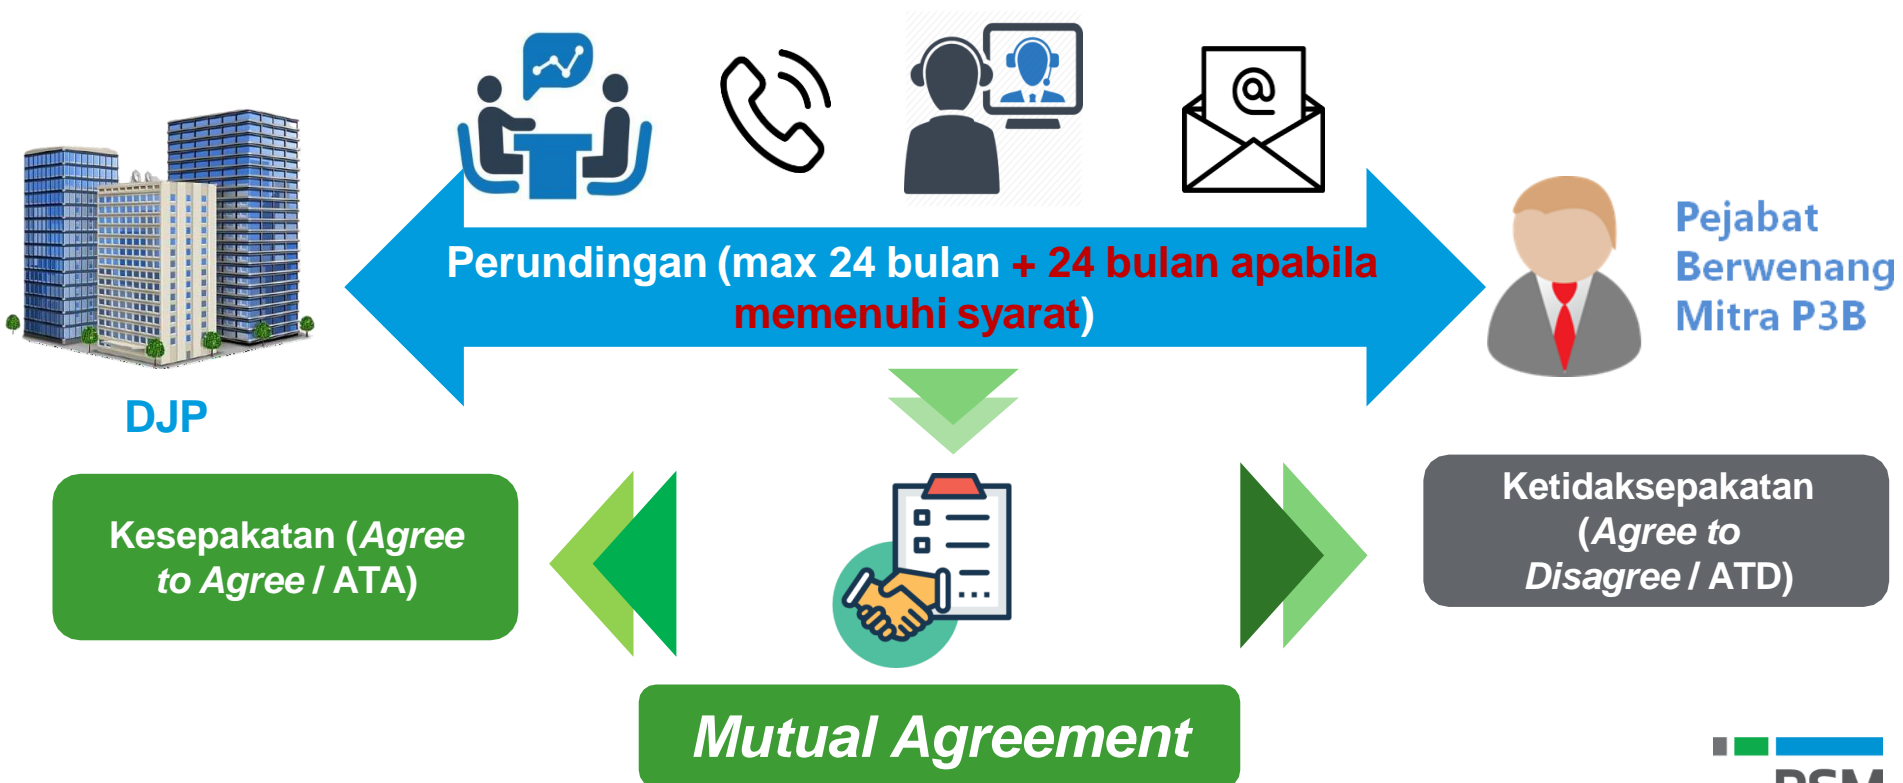 @
Perundingan (max 24 bulan + 24 bulan apabila
memenuhi syarat)
Pejabat
Berwenang
Mitra P3B
DJP
Kesepakatan (Agree
to Agree / ATA)
Ketidaksepakatan
(Agree to
Disagree / ATD)
Mutual Agreement
RSM